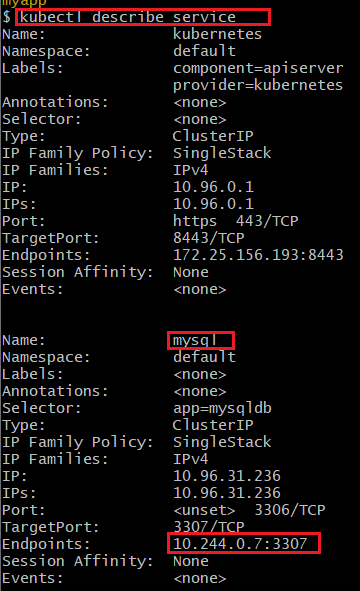 myapp
$ kubectl describe service
Name: kubernetes
Namespace: default
Labels: component=apiserver
provider=kubernetes
Annotations: <none>
Selector: <none>
Type: ClusterIP
IP Family Policy: SingleStack
IP Families: IPv4
IP: 10.96.0.1
IPs: 10.96.0.1
Port: https 443/TCP
TargetPort: 8443/TCP
Endpoints: 172.25.156.193:8443
Session Affinity: None
Events: <none>
Name: mysql
Namespace: default
Labels: <none>
Annotations: <none>
Selector: app=mysqldb
Type: ClusterIP
IP Family Policy: SingleStack
IP Families: IPv4
IP: 10.96.31.236
IPs: 10.96.31.236
Port: <unset> 3306/TCP
TargetPort: 3307/TCP
Endpoints: 10.244.0.7:3307
Session Affinity: None
Events: <none>